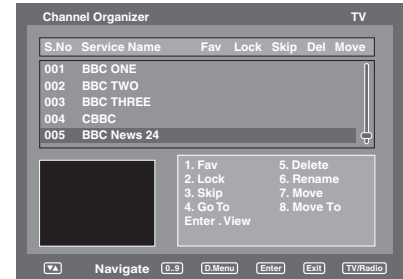 Channel Organizer TV
S.No Service Name Fav Lock Skip Del Move
001 BBC ONE
002 BBC TWO
003 BBC THREE
004 CBBC
005 BBC News 24
1. Fav 5. Delete
2. Lock 6. Rename
3. Skip 7. Move
4. Go To 8. Move To
Enter . View
▼▲ Navigate 0..9 D.Menu Enter Exit TV/Radio